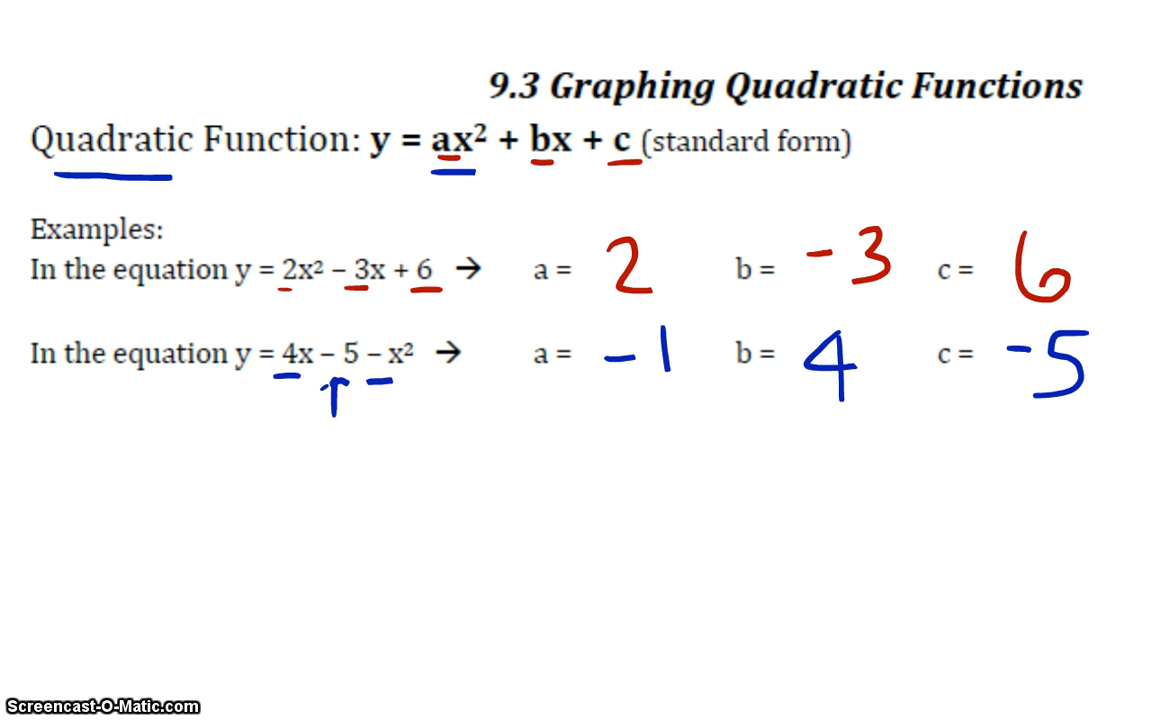 9.3 Graphing Quadratic Functions
Quadratic Function: y = ax² + bx + c (standard form)
Examples:
In the equation y = 2x² − 3x + 6 → a = 2 b = −3 c = 6
In the equation y = 4x − 5 − x² → a = −1 b = 4 c = −5
Screencast-O-Matic.com